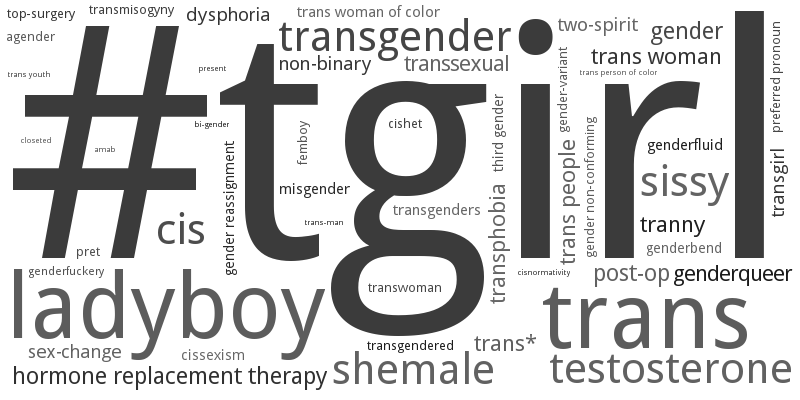 top-surgery
transmisogyny
dysphoria
trans woman of color
two-spirit
gender
agender
transgender
non-binary
transsexual
trans woman
trans youth
present
trans person of color
gender-variant
preferred pronoun
#tgirl
closeted
amab
bi-gender
femboy
cishet
third gender
genderfluid
gender reassignment
misgender
sissy
transgirl
cis
trans-man
transgenders
transphobia
trans people
gender non-conforming
tranny
genderbend
pret
genderfuckery
ladyboy
transwoman
cisnormativity
post-op
genderqueer
trans
sex-change
cissexism
transgendered
trans*
hormone replacement therapy
shemale
testosterone